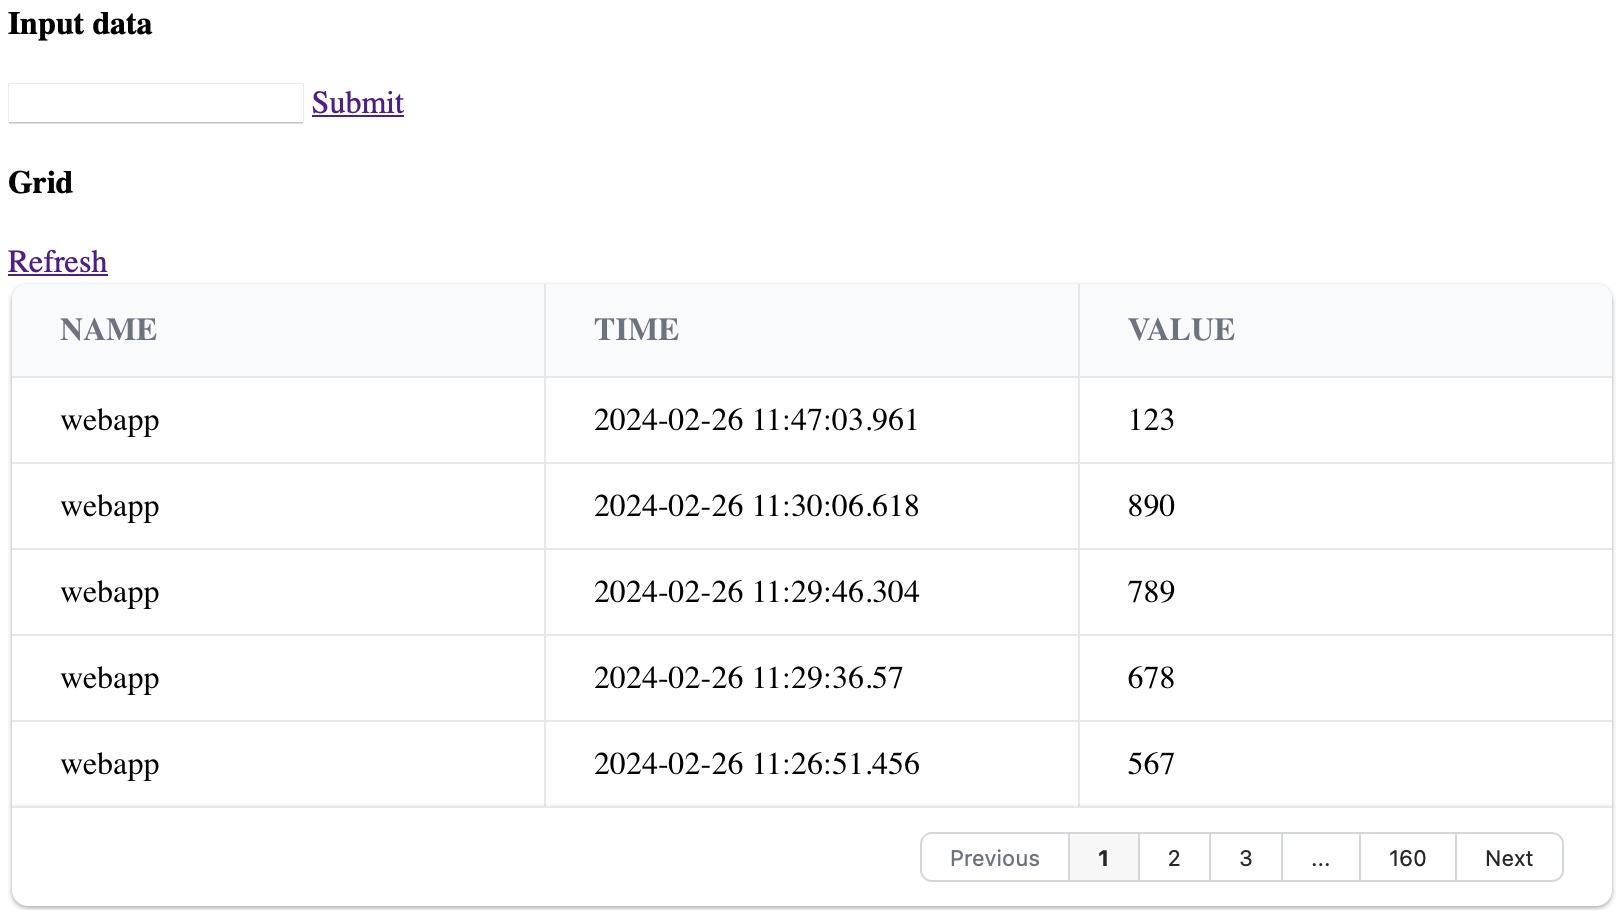 Input data
Submit
Grid
Refresh
NAME TIME VALUE
webapp 2024-02-26 11:47:03.961 123
webapp 2024-02-26 11:30:06.618 890
webapp 2024-02-26 11:29:46.304 789
webapp 2024-02-26 11:29:36.57 678
webapp 2024-02-26 11:26:51.456 567
Previous 1 2 3 ... 160 Next